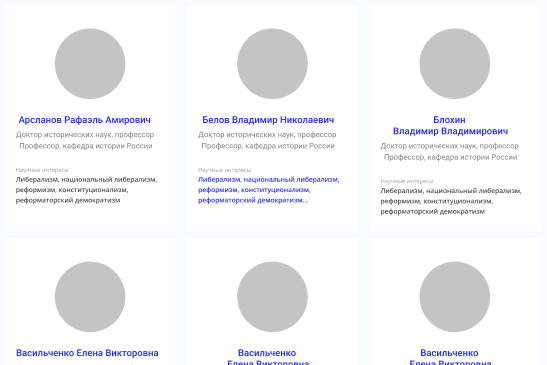 Арсланов Рафаэль Амирович
Доктор исторических наук, профессор
Профессор, кафедра истории России
Научные интересы
Либерализм, национальный либерализм,
реформизм, конституционализм,
реформаторский демократизм
Белов Владимир Николаевич
Доктор исторических наук, профессор
Профессор, кафедра истории России
Научные интересы
Либерализм, национальный либерализм,
реформизм, конституционализм,
реформаторский демократизм...
Блохин
Владимир Владимирович
Доктор исторических наук, профессор
Профессор, кафедра истории России
Научные интересы
Либерализм, национальный либерализм,
реформизм, конституционализм,
реформаторский демократизм
Васильченко Елена Викторовна
Васильченко
Елена Викторовна
Васильченко
Елена Викторовна